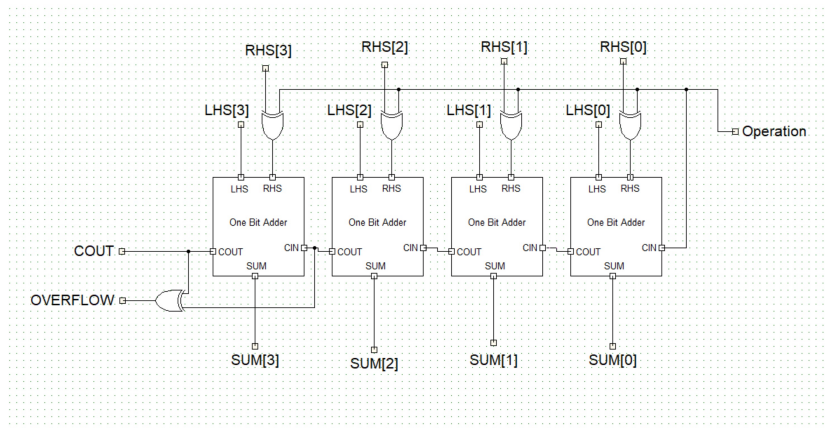 RHS[3]
RHS[2]
RHS[1]
RHS[0]
LHS[3]
LHS[2]
LHS[1]
LHS[0]
Operation
LHS RHS
LHS RHS
LHS RHS
LHS RHS
One Bit Adder
One Bit Adder
One Bit Adder
One Bit Adder
COUT
COUT CIN
COUT CIN
COUT CIN
COUT CIN
SUM
SUM
SUM
SUM
OVERFLOW
SUM[3]
SUM[2]
SUM[1]
SUM[0]